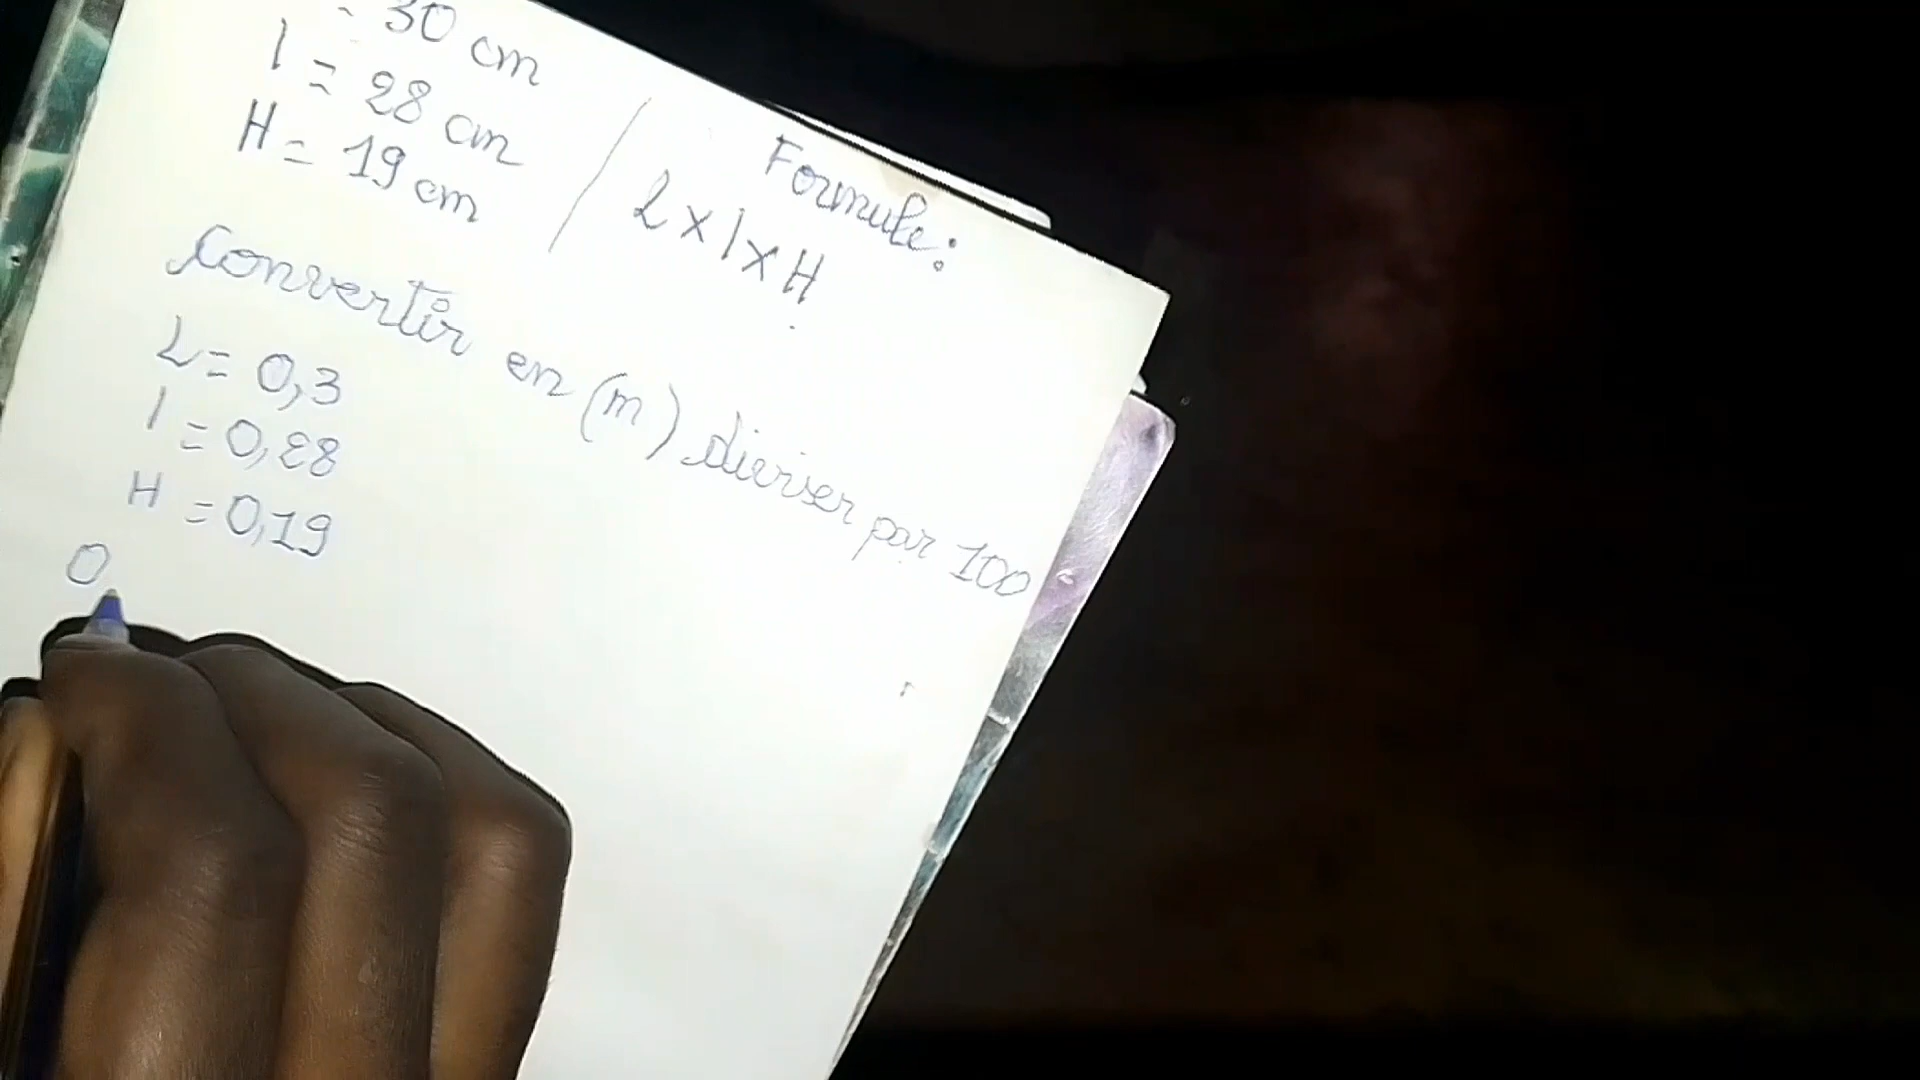 = 30 cm
l = 28 cm
H = 19 cm
Formule:
L x l x H
Convertir en (m) diviser par 100
L = 0,3
l = 0,28
H = 0,19
0,